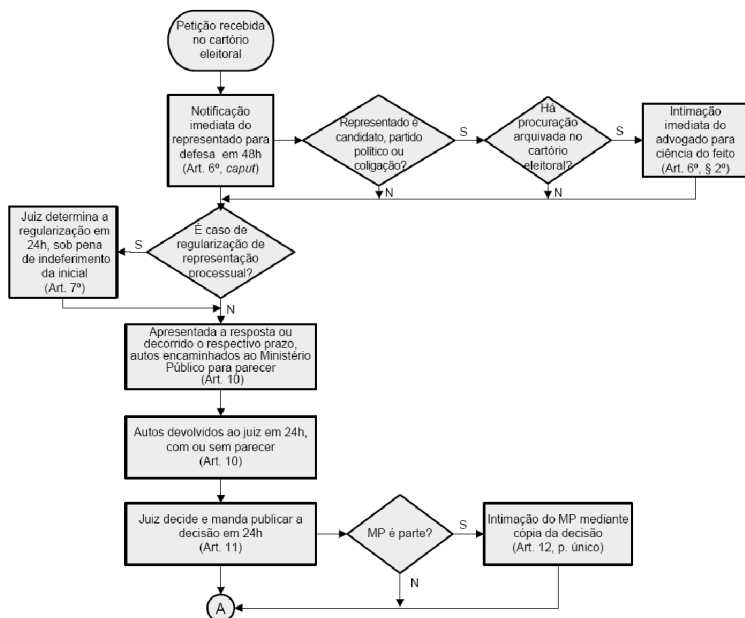 Petição recebida
no cartório
eleitoral
Notificação
imediata do
representado para
defesa em 48h
(Art. 6º, caput)
Representado é
candidato, partido
político ou
coligação?
S
N
Há
procuração
arquivada no
cartório
eleitoral?
S
N
Intimação
imediata do
advogado para
ciência do feito
(Art. 6º, § 2º)
É caso de
regularização de
representação
processual?
S
N
Juiz determina a
regularização em
24h, sob pena
de indeferimento
da inicial
(Art. 7º)
Apresentada a resposta ou
decorrido o respectivo prazo,
autos encaminhados ao Ministério
Público para parecer
(Art. 10)
Autos devolvidos ao juiz em 24h,
com ou sem parecer
(Art. 10)
Juiz decide e manda publicar a
decisão em 24h
(Art. 11)
MP é parte?
S
N
Intimação do MP mediante
cópia da decisão
(Art. 12, p. único)
A